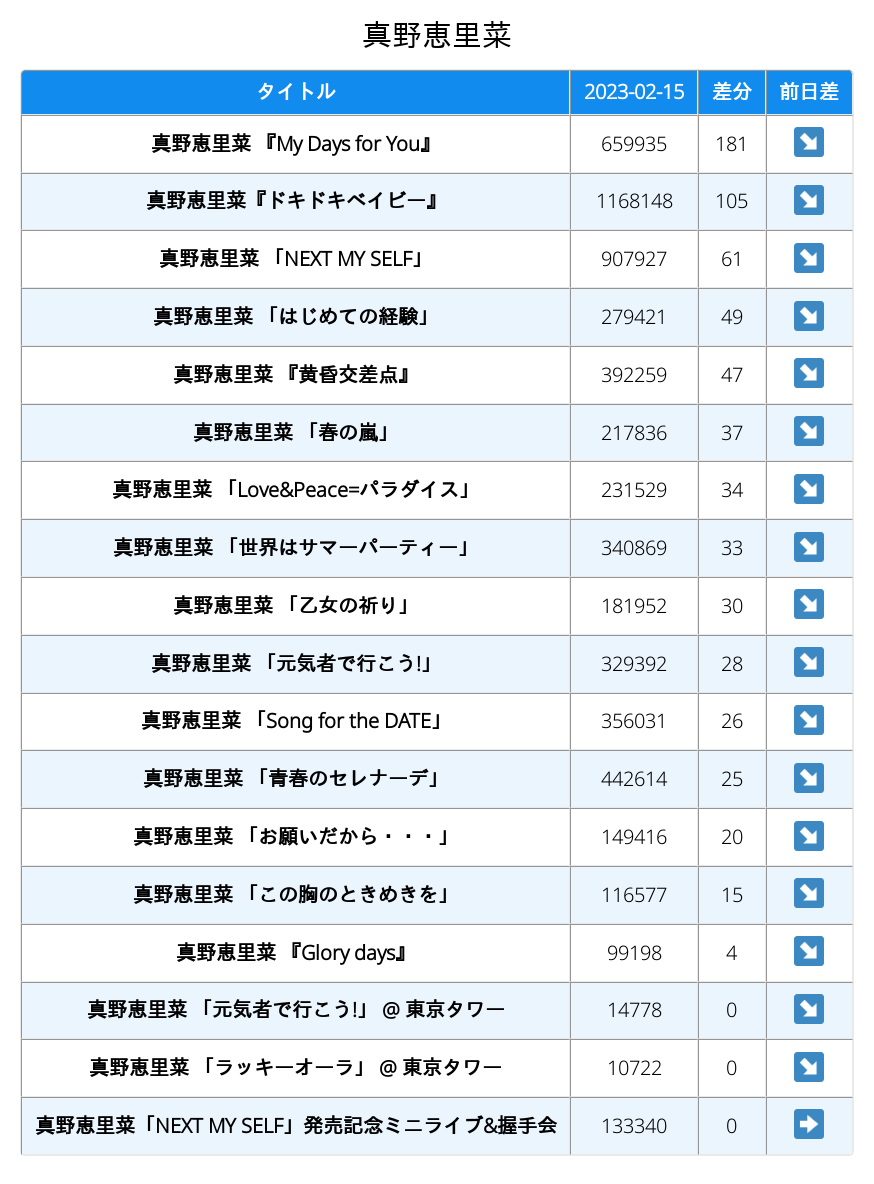 真野恵里菜
タイトル 2023-02-15 差分 前日差
真野恵里菜 『My Days for You』 659935 181 ↘
真野恵里菜『ドキドキベイビー』 1168148 105 ↘
真野恵里菜 「NEXT MY SELF」 907927 61 ↘
真野恵里菜 「はじめての経験」 279421 49 ↘
真野恵里菜 『黄昏交差点』 392259 47 ↘
真野恵里菜 「春の嵐」 217836 37 ↘
真野恵里菜 「Love&Peace=パラダイス」 231529 34 ↘
真野恵里菜 「世界はサマーパーティー」 340869 33 ↘
真野恵里菜 「乙女の祈り」 181952 30 ↘
真野恵里菜 「元気者で行こう!」 329392 28 ↘
真野恵里菜 「Song for the DATE」 356031 26 ↘
真野恵里菜 「青春のセレナーデ」 442614 25 ↘
真野恵里菜 「お願いだから・・・」 149416 20 ↘
真野恵里菜 「この胸のときめきを」 116577 15 ↘
真野恵里菜 『Glory days』 99198 4 ↘
真野恵里菜 「元気者で行こう!」 @ 東京タワー 14778 0 ↘
真野恵里菜 「ラッキーオーラ」 @ 東京タワー 10722 0 ↘
真野恵里菜「NEXT MY SELF」発売記念ミニライブ&握手会 133340 0 ➡